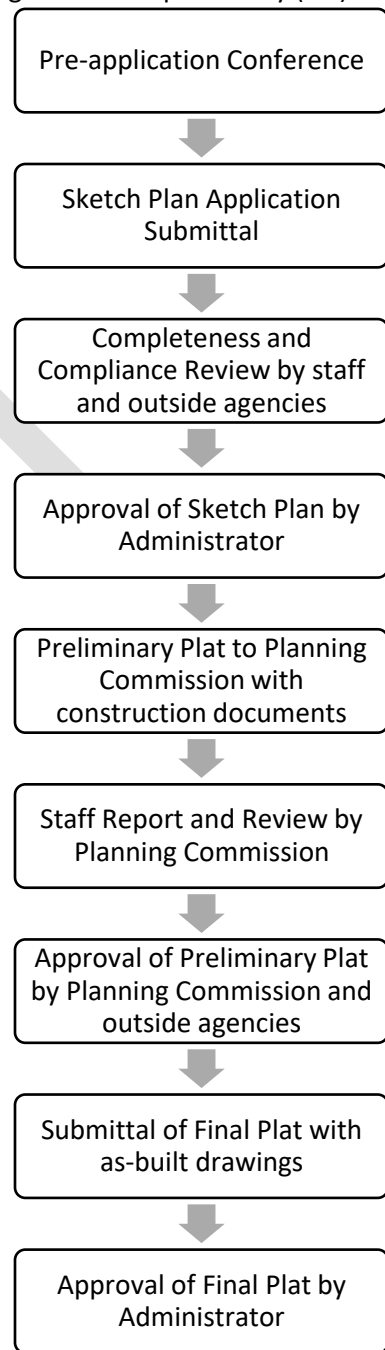 Pre-application Conference
Sketch Plan Application
Submittal
Completeness and
Compliance Review by staff
and outside agencies
Approval of Sketch Plan by
Administrator
Preliminary Plat to Planning
Commission with
construction documents
Staff Report and Review by
Planning Commission
Approval of Preliminary Plat
by Planning Commission and
outside agencies
Submittal of Final Plat with
as-built drawings
Approval of Final Plat by
Administrator